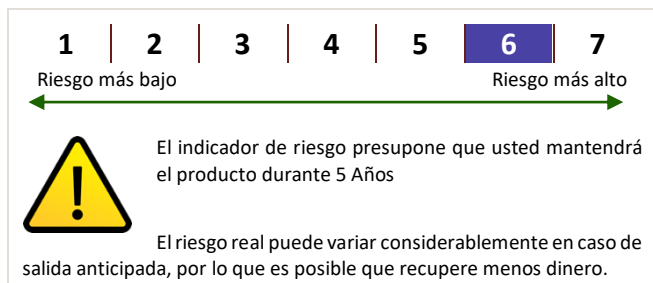 1 2 3 4 5 6 7
Riesgo más bajo Riesgo más alto
El indicador de riesgo presupone que usted mantendrá
el producto durante 5 Años
El riesgo real puede variar considerablemente en caso de
salida anticipada, por lo que es posible que recupere menos dinero.